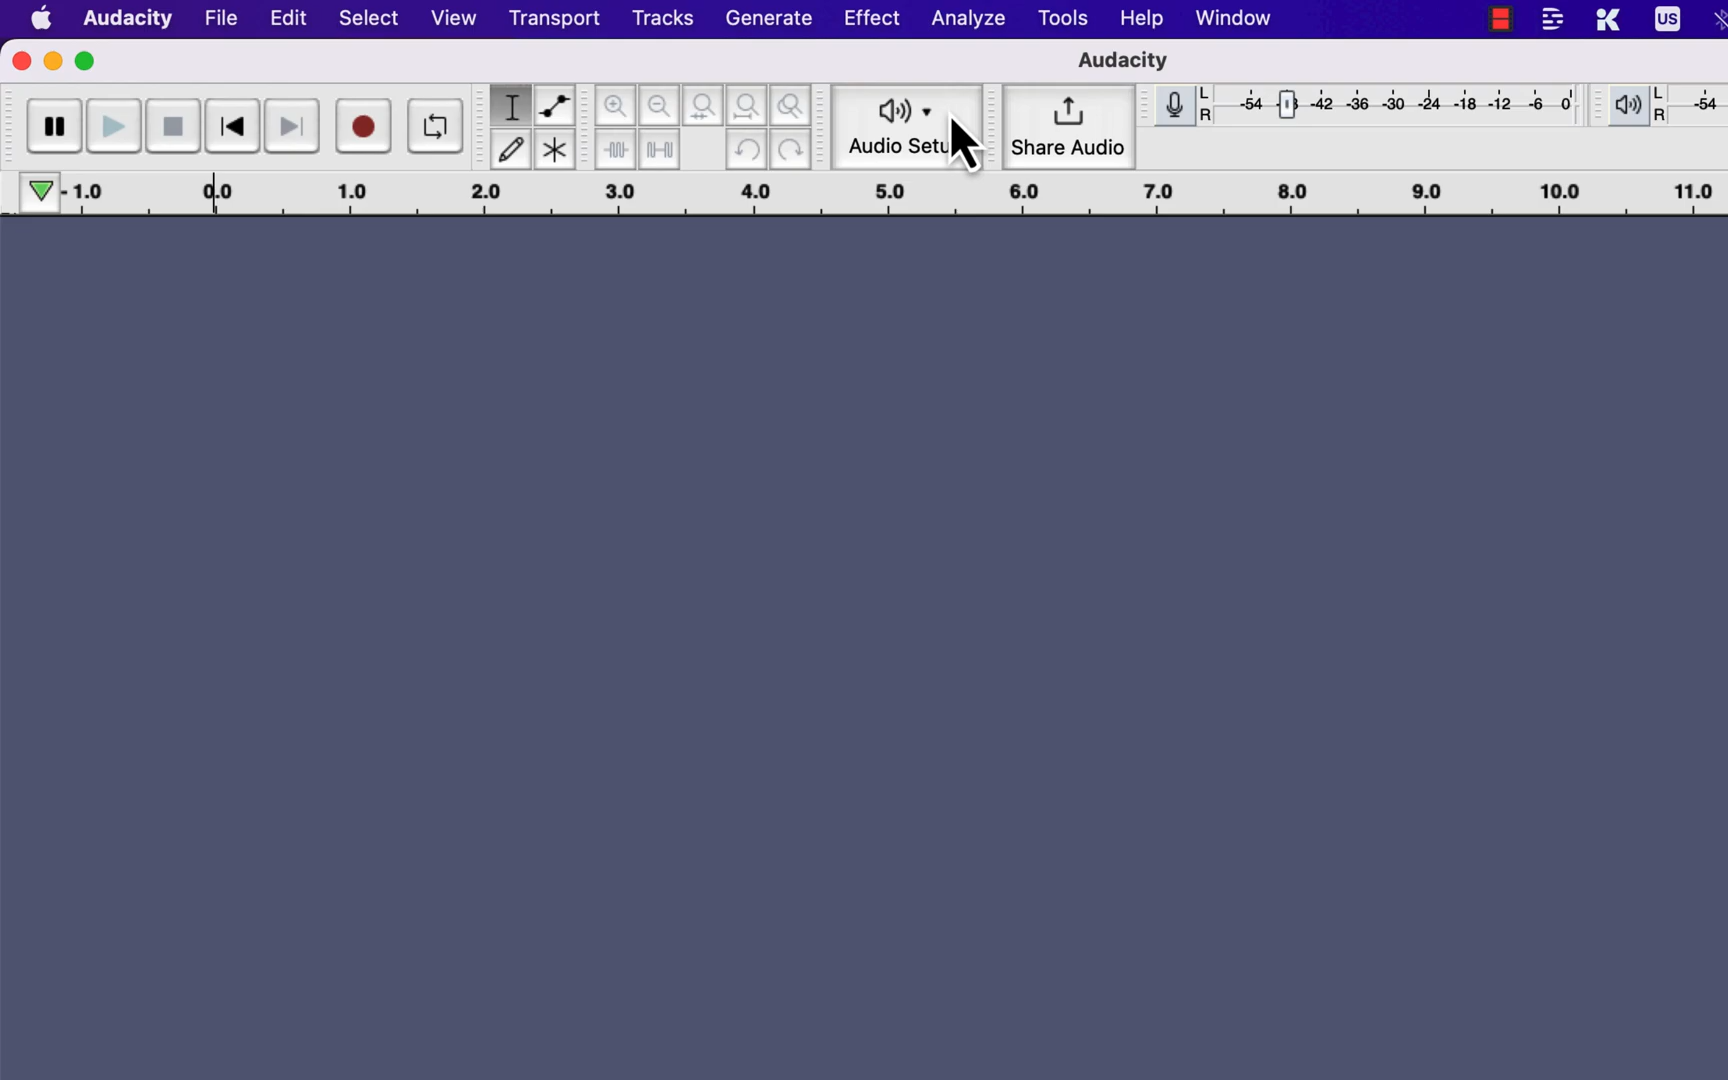 Audacity File Edit Select View Transport Tracks Generate Effect Analyze Tools Help Window US
Audacity
L
R
-54 -42 -36 -30 -24 -18 -12 -6 0
L
R
-54
Audio Setu
Share Audio
-1.0 0.0 1.0 2.0 3.0 4.0 5.0 6.0 7.0 8.0 9.0 10.0 11.0